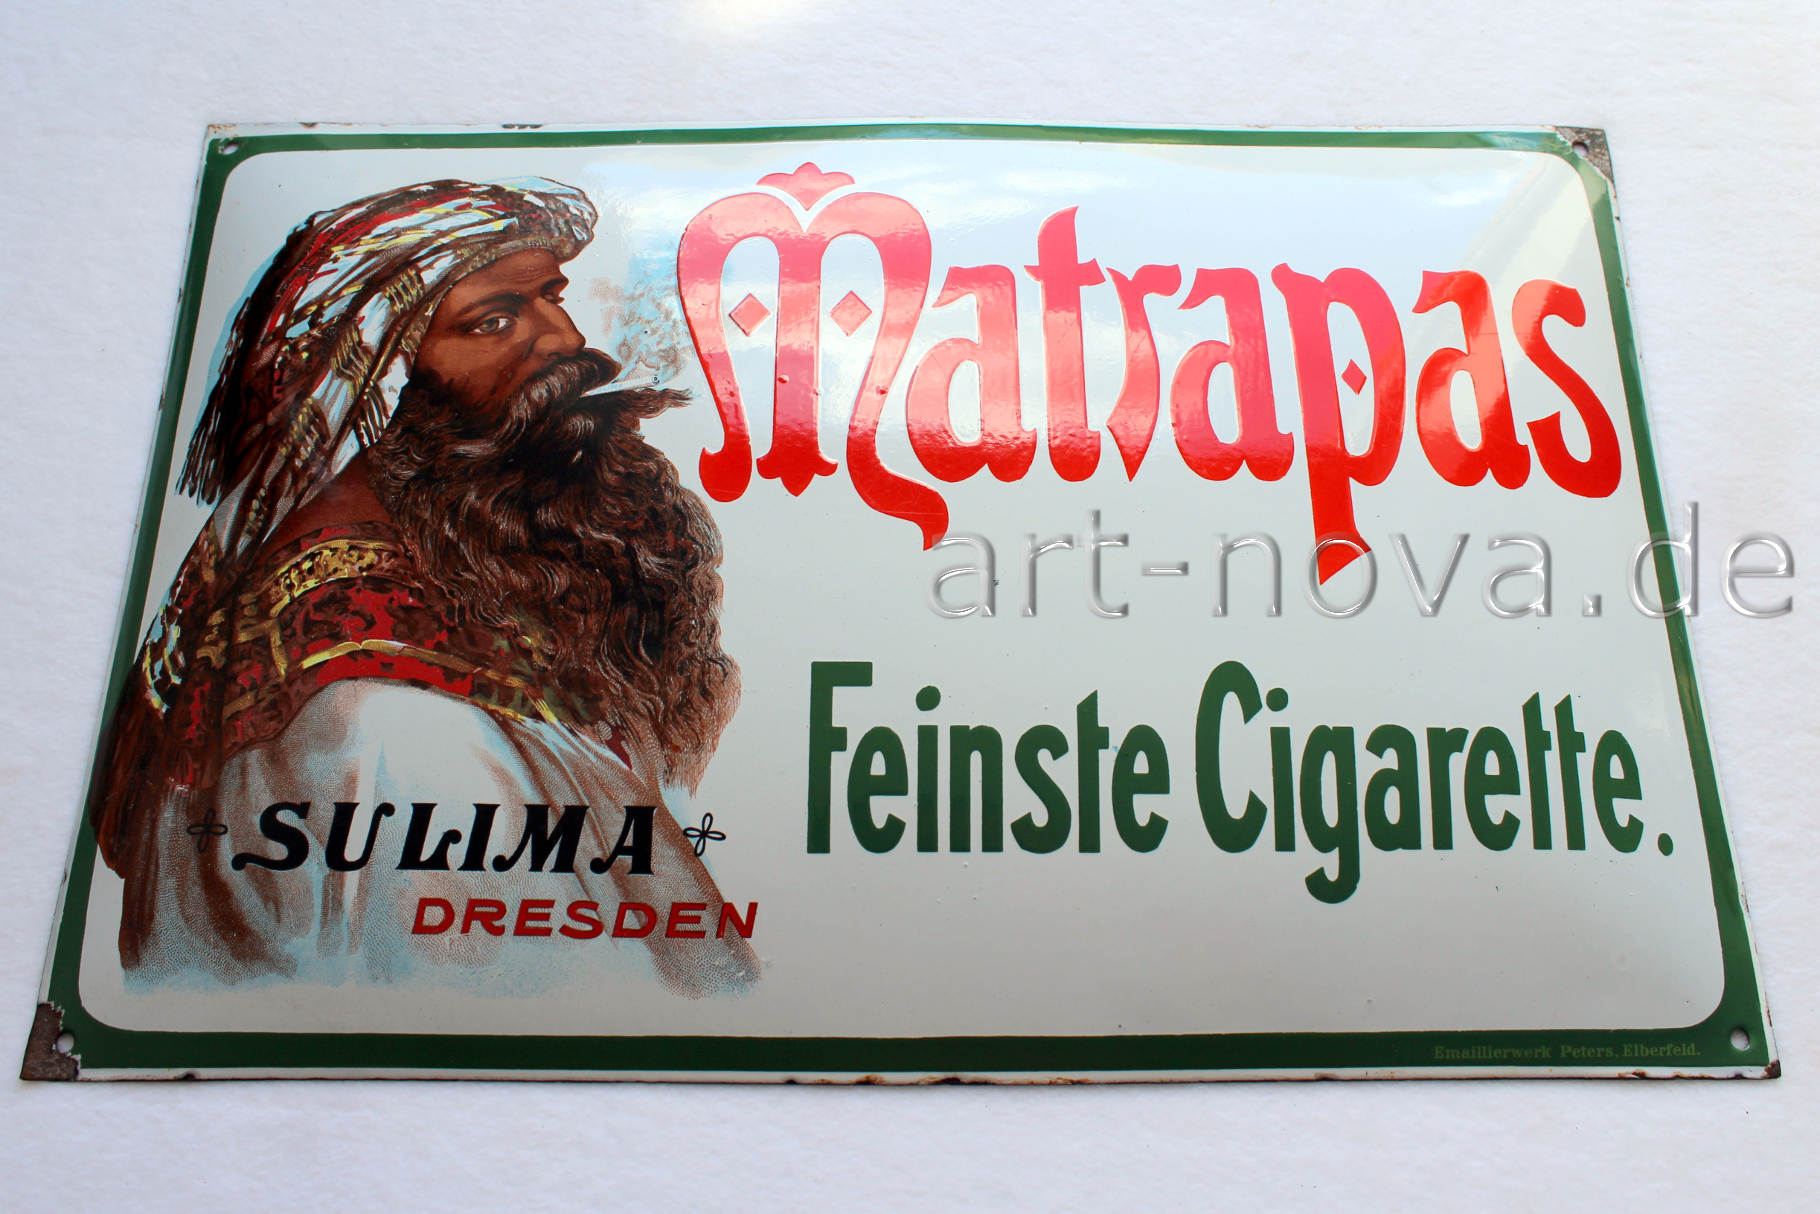 Matrapas
art-nova.de
Feinste Cigarette.
SULIMA
DRESDEN
Emaillierwerk Peters, Elberfeld.